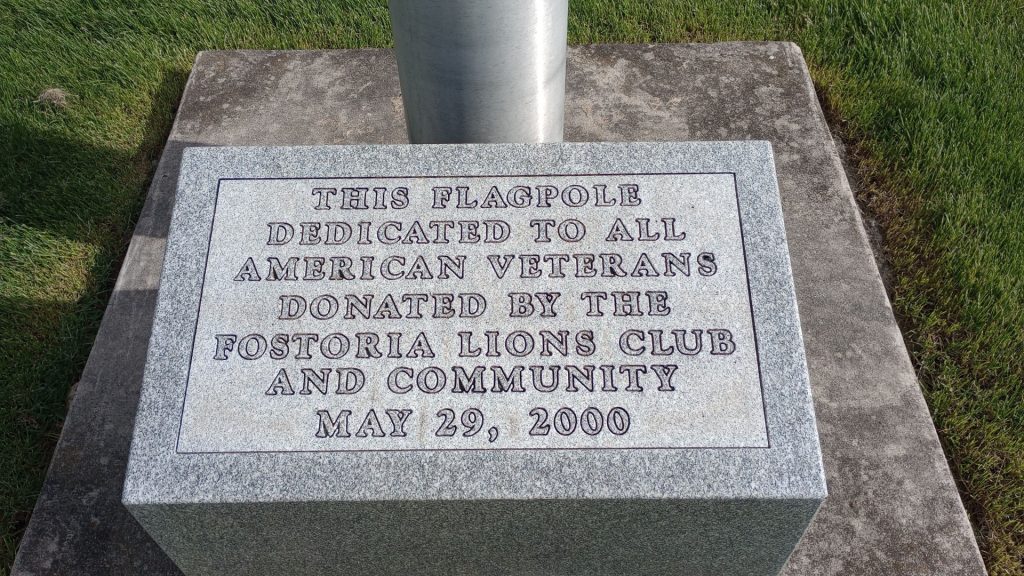 THIS FLAGPOLE
DEDICATED TO ALL
AMERICAN VETERANS
DONATED BY THE
FOSTORIA LIONS CLUB
AND COMMUNITY
MAY 29, 2000